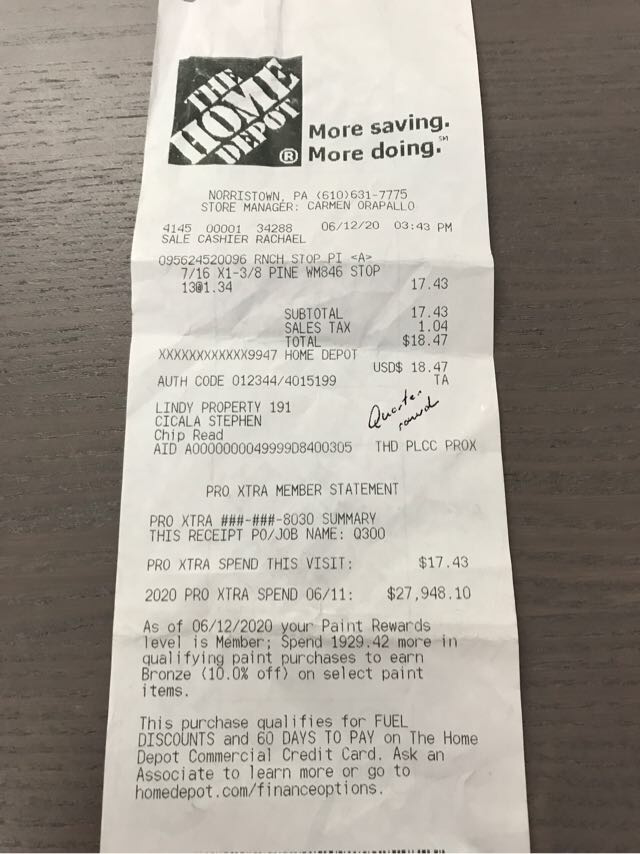 THE
HOME
DEPOT
®
More saving.
More doing.℠
NORRISTOWN, PA (610)631-7775
STORE MANAGER: CARMEN ORAPALLO
4145 00001 34288 06/12/20 03:43 PM
SALE CASHIER RACHAEL
095624520096 RNCH STOP PI <A>
7/16 X1-3/8 PINE WM846 STOP
13@1.34 17.43
SUBTOTAL 17.43
SALES TAX 1.04
TOTAL $18.47
XXXXXXXXXXXX9947 HOME DEPOT
USD$ 18.47
AUTH CODE 012344/4015199 TA
Quarter
round
LINDY PROPERTY 191
CICALA STEPHEN
Chip Read
AID A0000000049999D8400305 THD PLCC PROX
PRO XTRA MEMBER STATEMENT
PRO XTRA ###-###-8030 SUMMARY
THIS RECEIPT PO/JOB NAME: Q300
PRO XTRA SPEND THIS VISIT: $17.43
2020 PRO XTRA SPEND 06/11: $27,948.10
As of 06/12/2020 your Paint Rewards
level is Member; Spend 1929.42 more in
qualifying paint purchases to earn
Bronze (10.0% off) on select paint
items.
This purchase qualifies for FUEL
DISCOUNTS and 60 DAYS TO PAY on The Home
Depot Commercial Credit Card. Ask an
Associate to learn more or go to
homedepot.com/financeoptions.